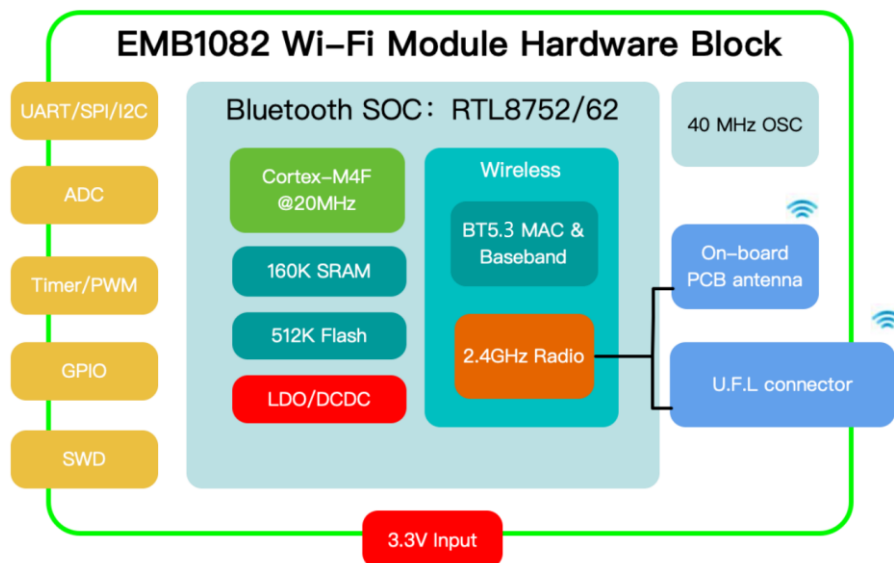 EMB1082 Wi-Fi Module Hardware Block
UART/SPI/I2C
ADC
Timer/PWM
GPIO
SWD
Bluetooth SOC: RTL8752/62
Cortex-M4F
@20MHz
160K SRAM
512K Flash
LDO/DCDC
Wireless
BT5.3 MAC &
Baseband
2.4GHz Radio
40 MHz OSC
On-board
PCB antenna
U.F.L connector
3.3V Input